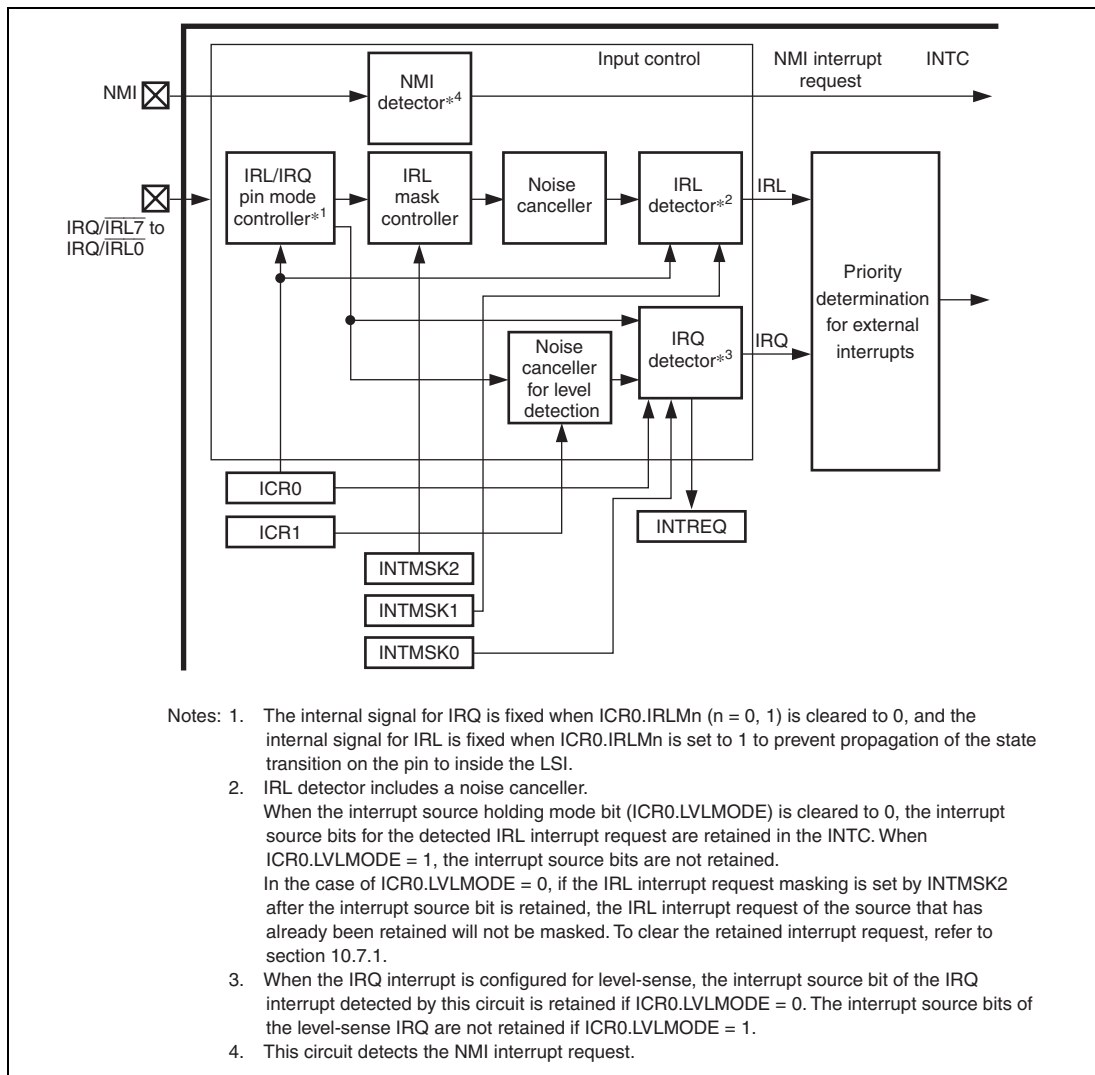 Input control
NMI interrupt
request
INTC
NMI
NMI
detector*4
IRL/IRQ
pin mode
controller*1
IRL
mask
controller
Noise
canceller
IRL
detector*2
IRL
IRQ/IRL7 to
IRQ/IRL0
Priority
determination
for external
interrupts
Noise
canceller
for level
detection
IRQ
detector*3
IRQ
ICR0
ICR1
INTREQ
INTMSK2
INTMSK1
INTMSK0
Notes: 1. The internal signal for IRQ is fixed when ICR0.IRLMn (n = 0, 1) is cleared to 0, and the
internal signal for IRL is fixed when ICR0.IRLMn is set to 1 to prevent propagation of the state
transition on the pin to inside the LSI.
2. IRL detector includes a noise canceller.
When the interrupt source holding mode bit (ICR0.LVLMODE) is cleared to 0, the interrupt
source bits for the detected IRL interrupt request are retained in the INTC. When
ICR0.LVLMODE = 1, the interrupt source bits are not retained.
In the case of ICR0.LVLMODE = 0, if the IRL interrupt request masking is set by INTMSK2
after the interrupt source bit is retained, the IRL interrupt request of the source that has
already been retained will not be masked. To clear the retained interrupt request, refer to
section 10.7.1.
3. When the IRQ interrupt is configured for level-sense, the interrupt source bit of the IRQ
interrupt detected by this circuit is retained if ICR0.LVLMODE = 0. The interrupt source bits of
the level-sense IRQ are not retained if ICR0.LVLMODE = 1.
4. This circuit detects the NMI interrupt request.